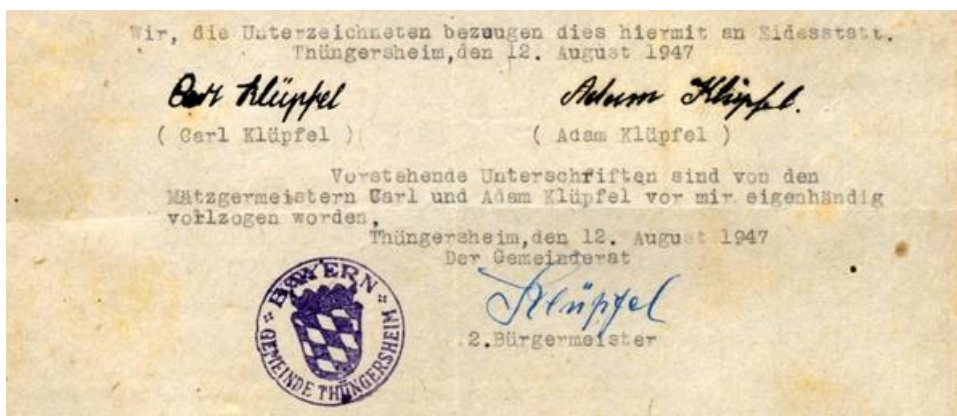 Wir, die Unterzeichneten bezeugen dies hiermit an Eidesstatt.
Thüngersheim,den 12. August 1947
Carl Klüpfel Adam Klüpfel.
( Carl Klüpfel ) ( Adam Klüpfel )
Vorstehende Unterschriften sind von den
Mätzgermeistern Carl und Adam Klüpfel vor mir eigenhändig
vollzogen worden,
Thüngersheim,den 12. August 1947
Der Gemeinderat
Klüpfel
2.Bürgermeister
BAYERN
GEMEINDE THÜNGERSHEIM